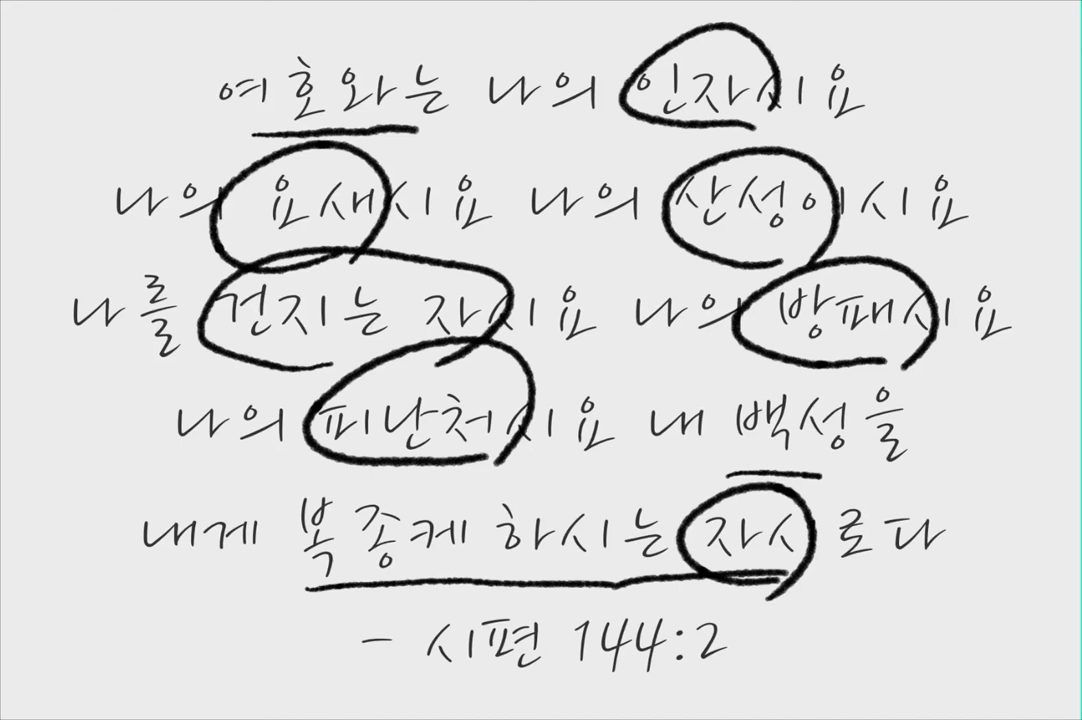 여호와는 나의 인자시요
나의 요새시요 나의 산성이시요
나를 건지는 자시요 나의 방패시요
나의 피난처시요 내 백성을
내게 복종케 하시는 자시로다
- 시편 144:2